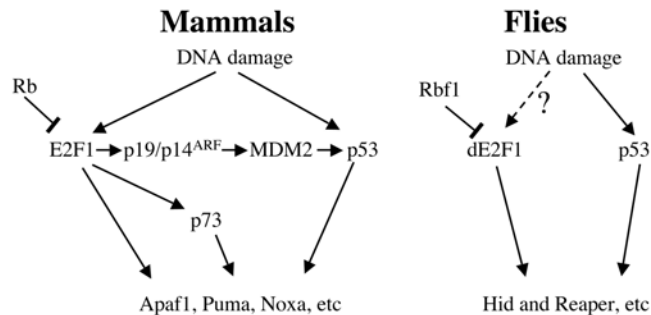 Mammals
Flies
DNA damage
DNA damage
Rb
Rbf1
?
E2F1 p19/p14ARF MDM2 p53
dE2F1 p53
p73
Apaf1, Puma, Noxa, etc
Hid and Reaper, etc